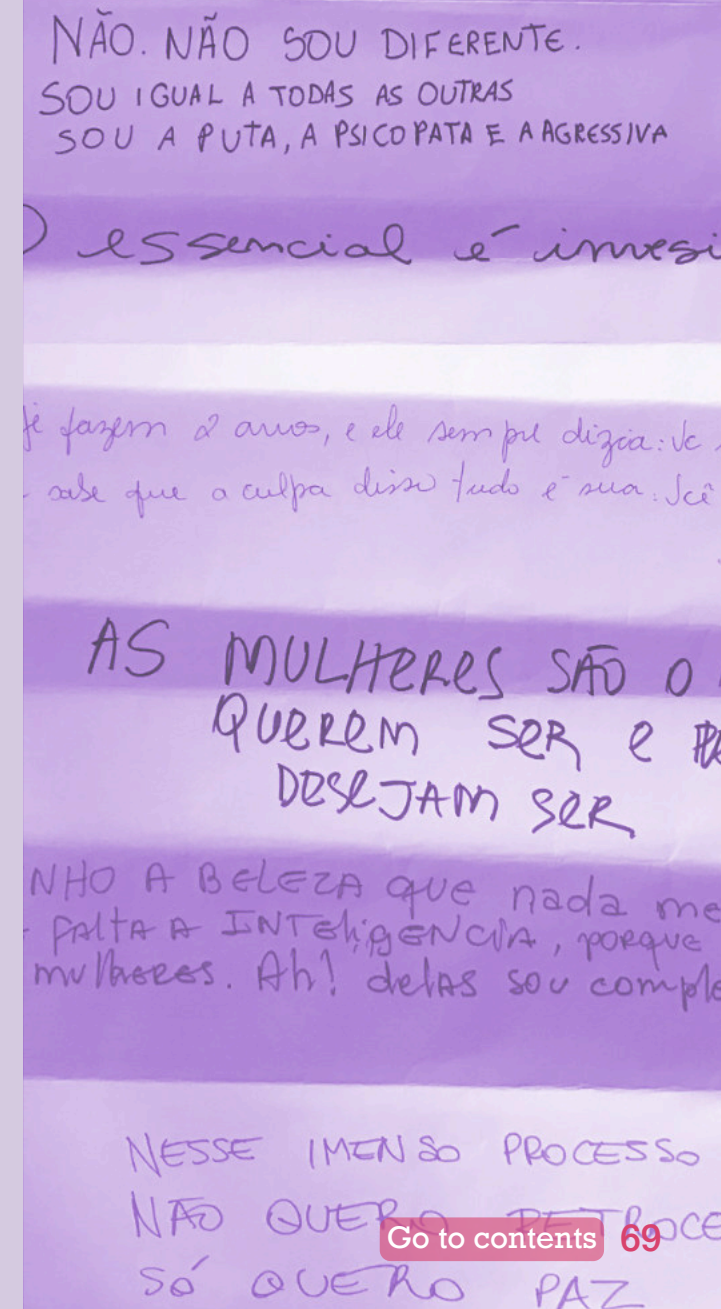 NÃO. NÃO SOU DIFERENTE.
SOU IGUAL A TODAS AS OUTRAS
SOU A PUTA, A PSICOPATA E A AGRESSIVA
O essencial é invesi
fazem 2 anos, e ele sempre dizia: Vc
sabe que a culpa disso tudo é sua. Você
AS MULHERES SÃO O
QUEREM SER E
DESEJAM SER
NHO A BELEZA que nada me
FALTA A INTELIGENCIA, PORQUE
mulheres. Ah! delas sou comple
NESSE IMENSO PROCESSO
NÃO QUERO RETROCE
SÓ QUERO PAZ
Go to contents 69